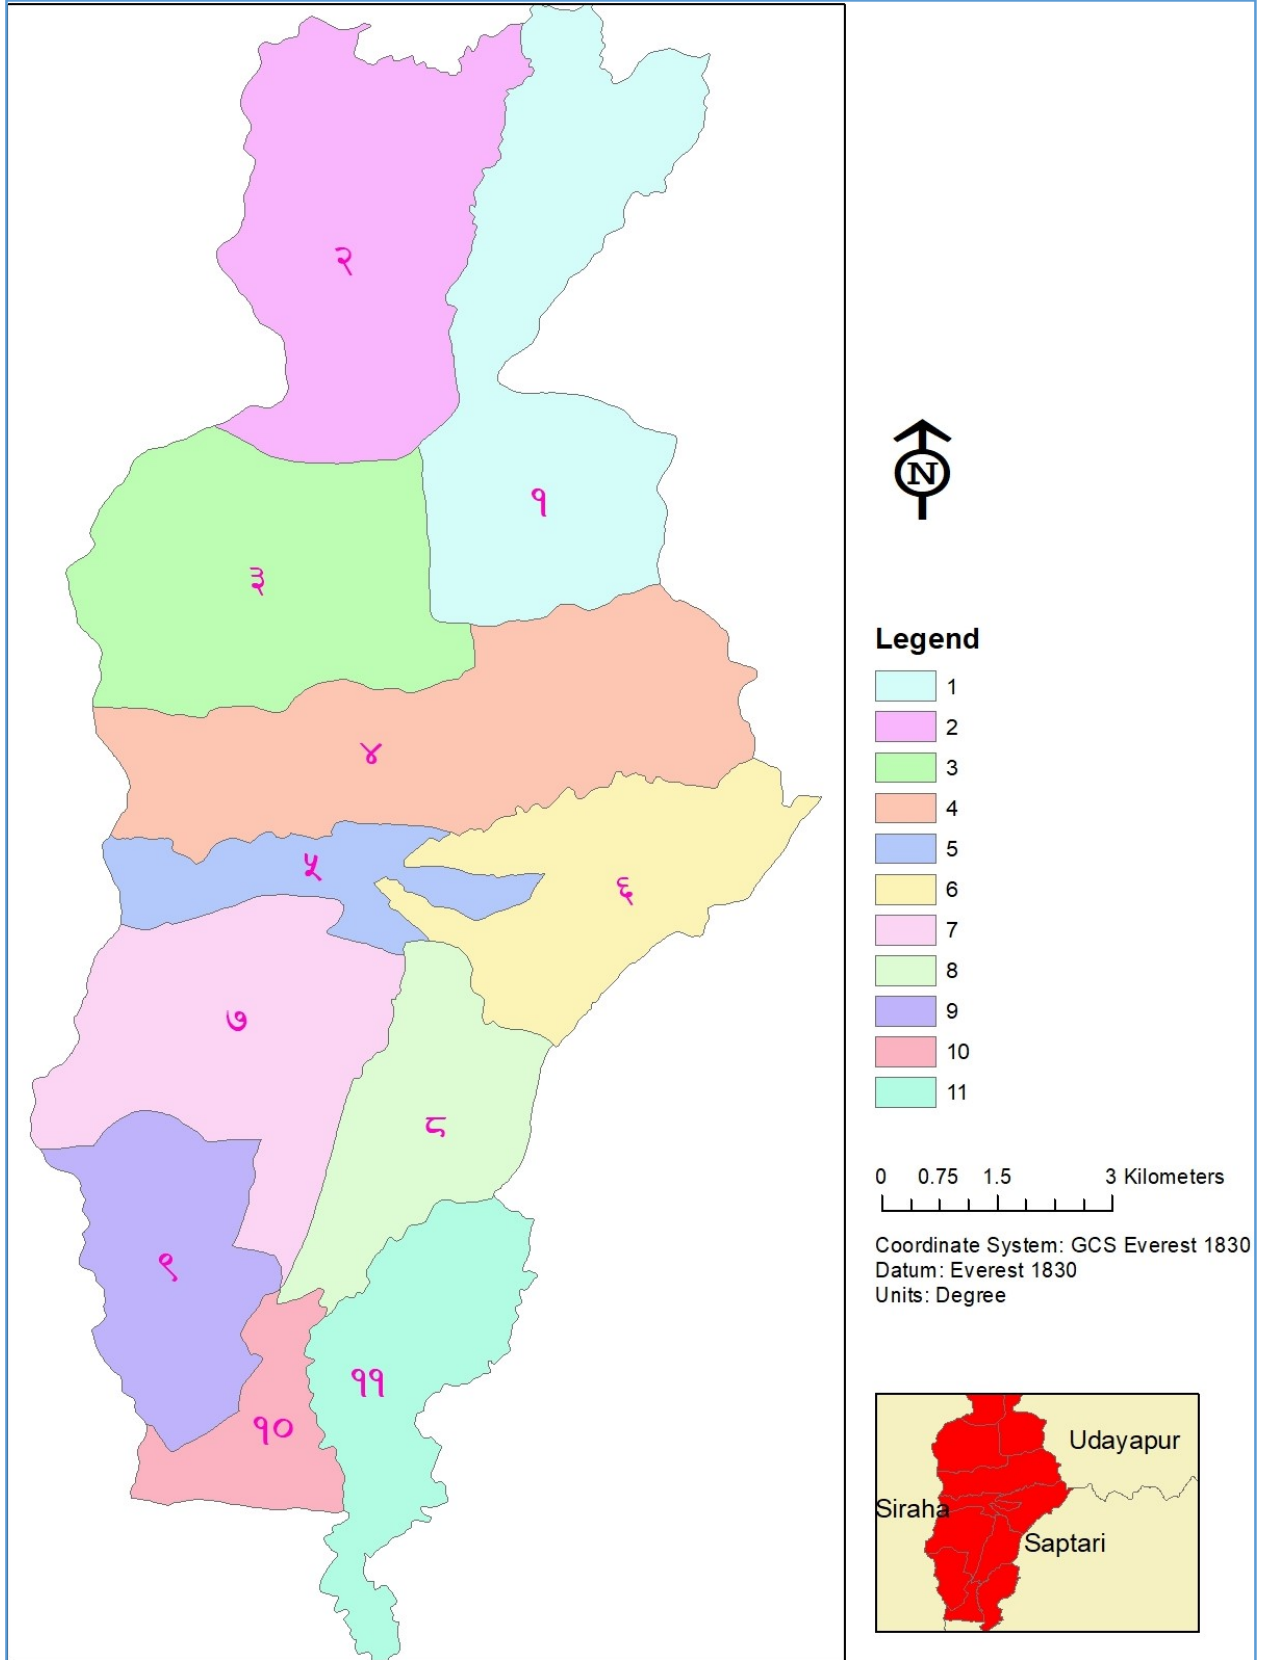 २
१
३
४
५
६
७
८
९
११
१०
N
Legend
1
2
3
4
5
6
7
8
9
10
11
0 0.75 1.5 3 Kilometers
Coordinate System: GCS Everest 1830
Datum: Everest 1830
Units: Degree
Udayapur
Siraha
Saptari